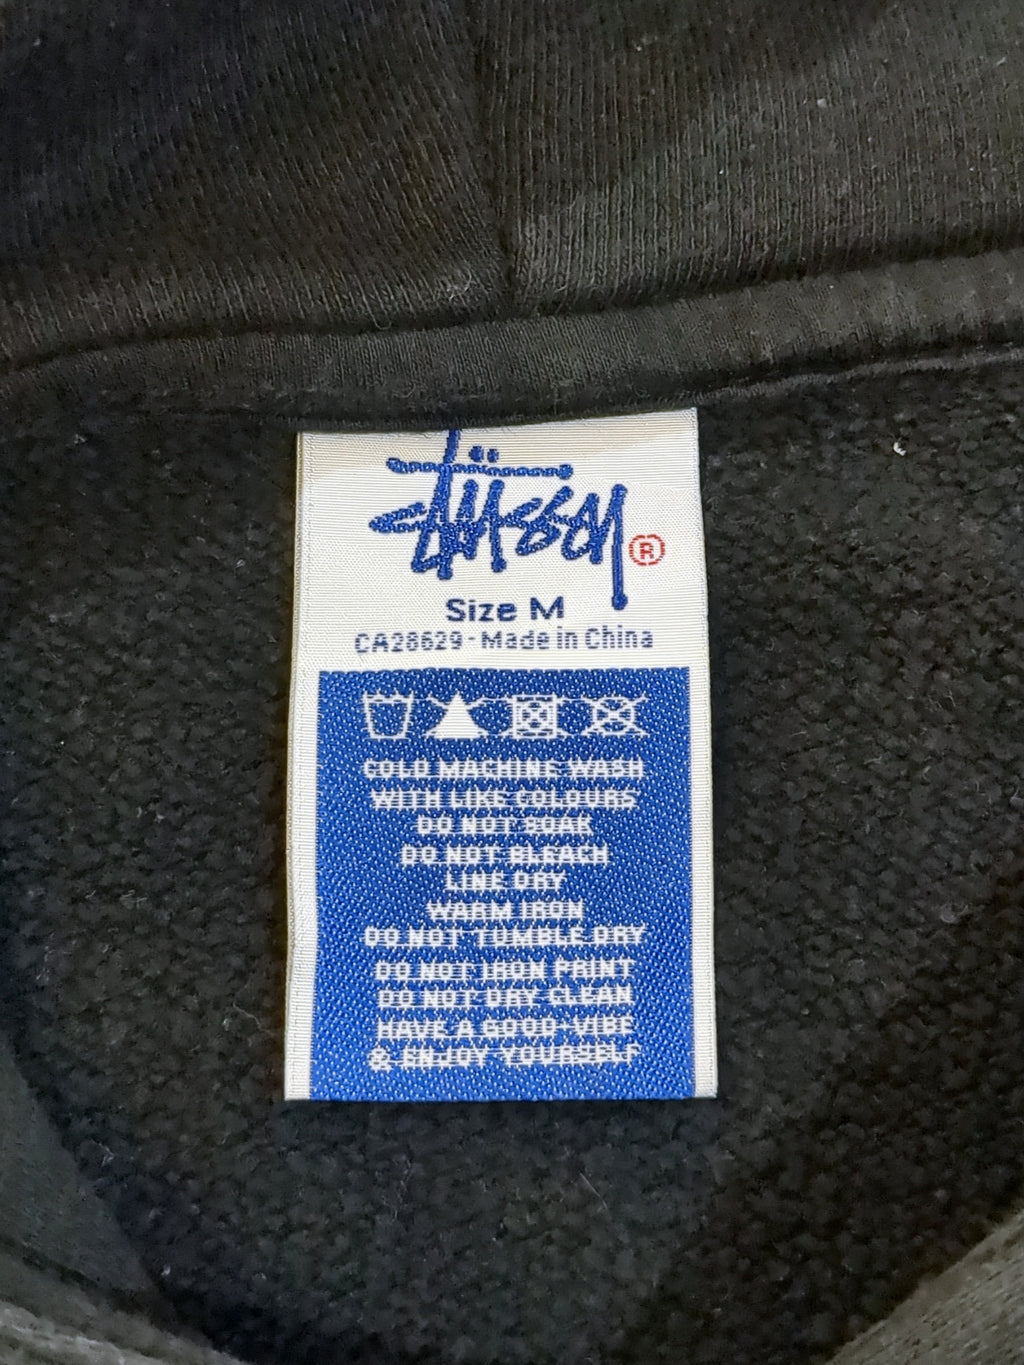 Stüssy ®
Size M
CA28629 - Made in China
COLD MACHINE WASH
WITH LIKE COLOURS
DO NOT SOAK
DO NOT BLEACH
LINE DRY
WARM IRON
DO NOT TUMBLE DRY
DO NOT IRON PRINT
DO NOT DRY CLEAN
HAVE A GOOD-VIBE
& ENJOY YOURSELF